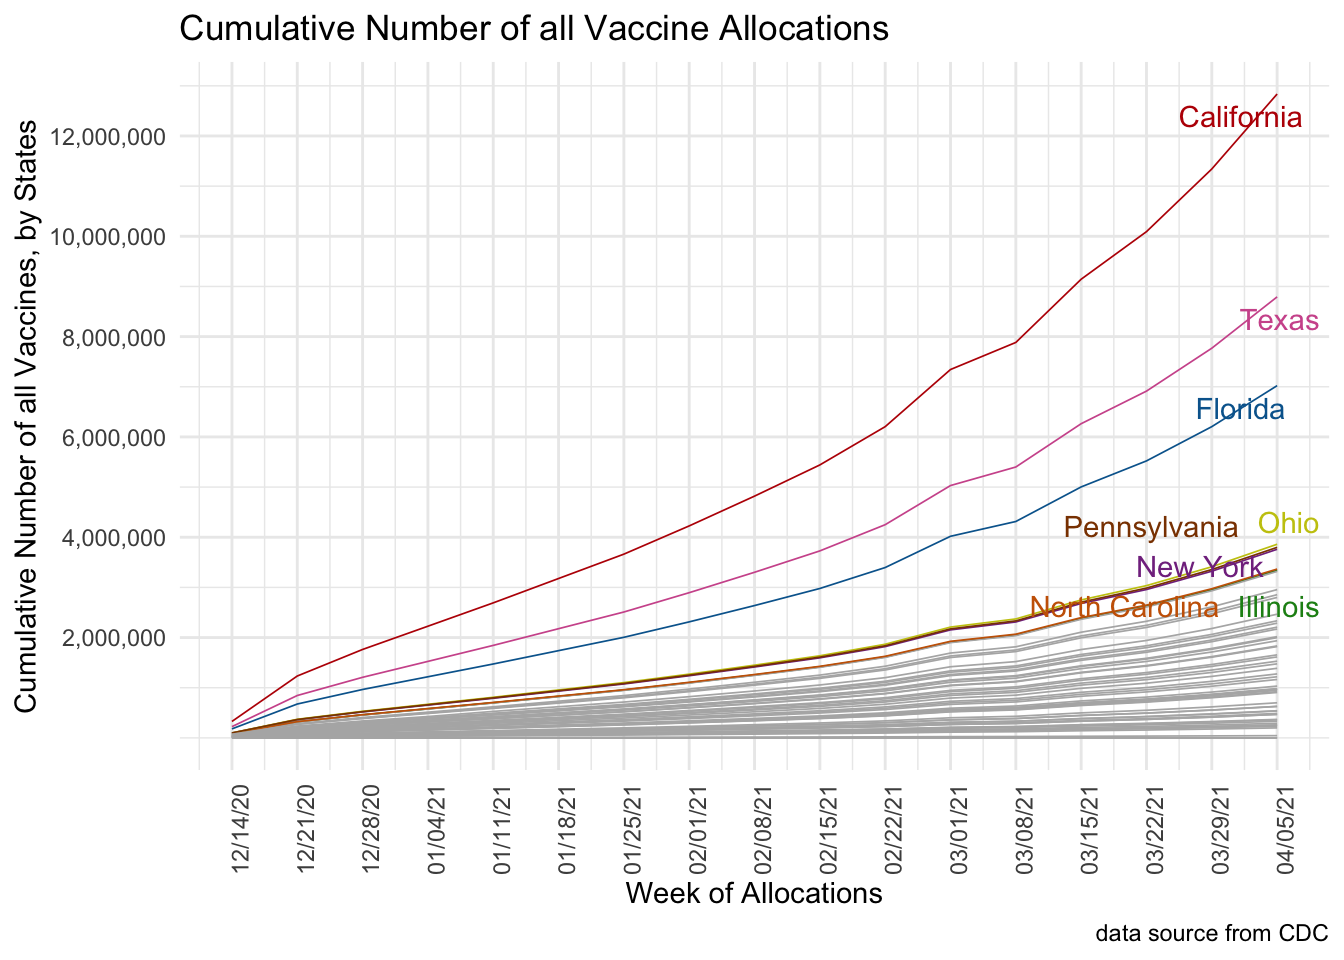 Cumulative Number of all Vaccine Allocations
Cumulative Number of all Vaccines, by States
12,000,000
10,000,000
8,000,000
6,000,000
4,000,000
2,000,000
California
Texas
Florida
Pennsylvania
Ohio
New York
North Carolina
Illinois
12/14/20
12/21/20
12/28/20
01/04/21
01/11/21
01/18/21
01/25/21
02/01/21
02/08/21
02/15/21
02/22/21
03/01/21
03/08/21
03/15/21
03/22/21
03/29/21
04/05/21
Week of Allocations
data source from CDC